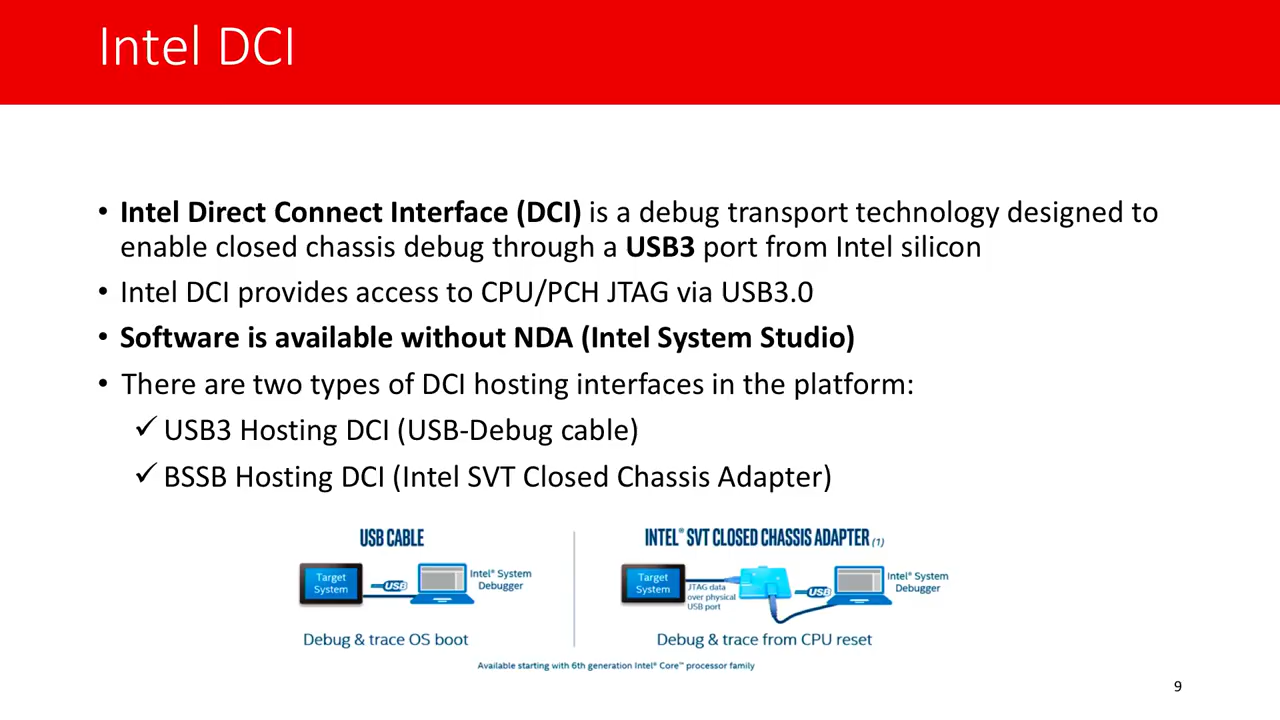 Intel DCI
• Intel Direct Connect Interface (DCI) is a debug transport technology designed to
enable closed chassis debug through a USB3 port from Intel silicon
• Intel DCI provides access to CPU/PCH JTAG via USB3.0
• Software is available without NDA (Intel System Studio)
• There are two types of DCI hosting interfaces in the platform:
✓ USB3 Hosting DCI (USB-Debug cable)
✓ BSSB Hosting DCI (Intel SVT Closed Chassis Adapter)
USB CABLE
Target
System
USB
Intel® System
Debugger
Debug & trace OS boot
INTEL® SVT CLOSED CHASSIS ADAPTER (1)
Target
System
JTAG data
over physical
USB port
USB
Intel® System
Debugger
Debug & trace from CPU reset
Available starting with 6th generation Intel® Core™ processor family
9